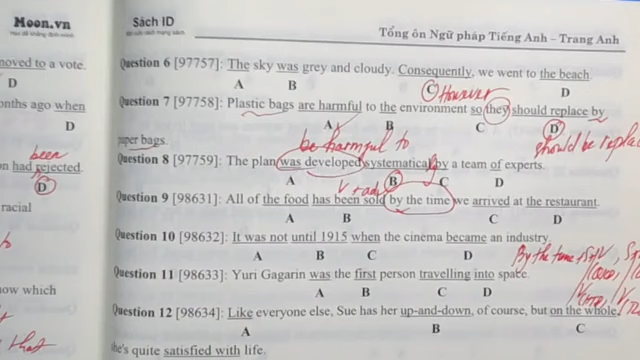 Moon.vn
Sách ID
Tổng ôn Ngữ pháp Tiếng Anh – Trang Anh
moved to a vote.
D
Question 6 [97757]: The sky was grey and cloudy. Consequently, we went to the beach.
A B C D
However
onths ago when
D
Question 7 [97758]: Plastic bags are harmful to the environment so they should replace by
A B C D
paper bags.
be harmful to
should be replac
been
on had rejected.
D
Question 8 [97759]: The plan was developed systematically by a team of experts.
A B C D
V + adv
racial
Question 9 [98631]: All of the food has been sold by the time we arrived at the restaurant.
A B C D
Question 10 [98632]: It was not until 1915 when the cinema became an industry.
A B C D
By the time +
Question 11 [98633]: Yuri Gagarin was the first person travelling into space.
A B C D
now which
Question 12 [98634]: Like everyone else, Sue has her up-and-down, of course, but on the whole,
A B C
that
she's quite satisfied with life.